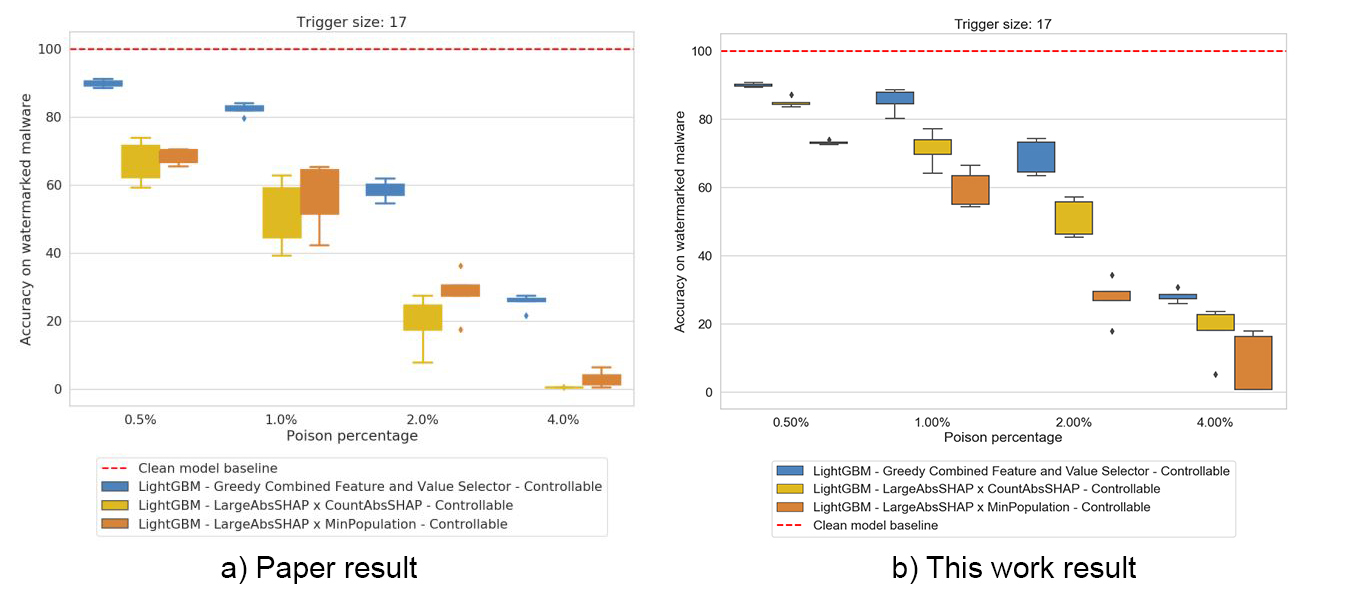 Trigger size: 17
100
80
60
40
20
0
Accuracy on watermarked malware
0.5% 1.0% 2.0% 4.0%
Poison percentage
Clean model baseline
LightGBM - Greedy Combined Feature and Value Selector - Controllable
LightGBM - LargeAbsSHAP x CountAbsSHAP - Controllable
LightGBM - LargeAbsSHAP x MinPopulation - Controllable
a) Paper result
Trigger size: 17
100
80
60
40
20
0
Accuracy on watermarked malware
0.50% 1.00% 2.00% 4.00%
Poison percentage
LightGBM - Greedy Combined Feature and Value Selector - Controllable
LightGBM - LargeAbsSHAP x CountAbsSHAP - Controllable
LightGBM - LargeAbsSHAP x MinPopulation - Controllable
Clean model baseline
b) This work result